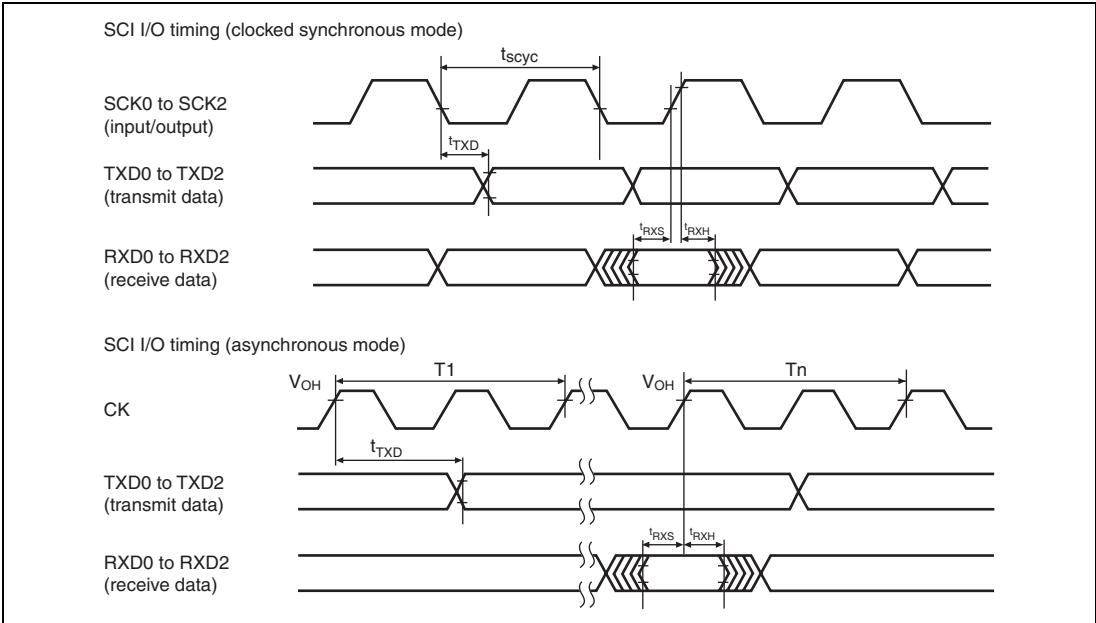 SCI I/O timing (clocked synchronous mode)
tscyc
SCK0 to SCK2
(input/output)
tTXD
TXD0 to TXD2
(transmit data)
tRXS
tRXH
RXD0 to RXD2
(receive data)
SCI I/O timing (asynchronous mode)
VOH
T1
VOH
Tn
CK
tTXD
TXD0 to TXD2
(transmit data)
tRXS
tRXH
RXD0 to RXD2
(receive data)